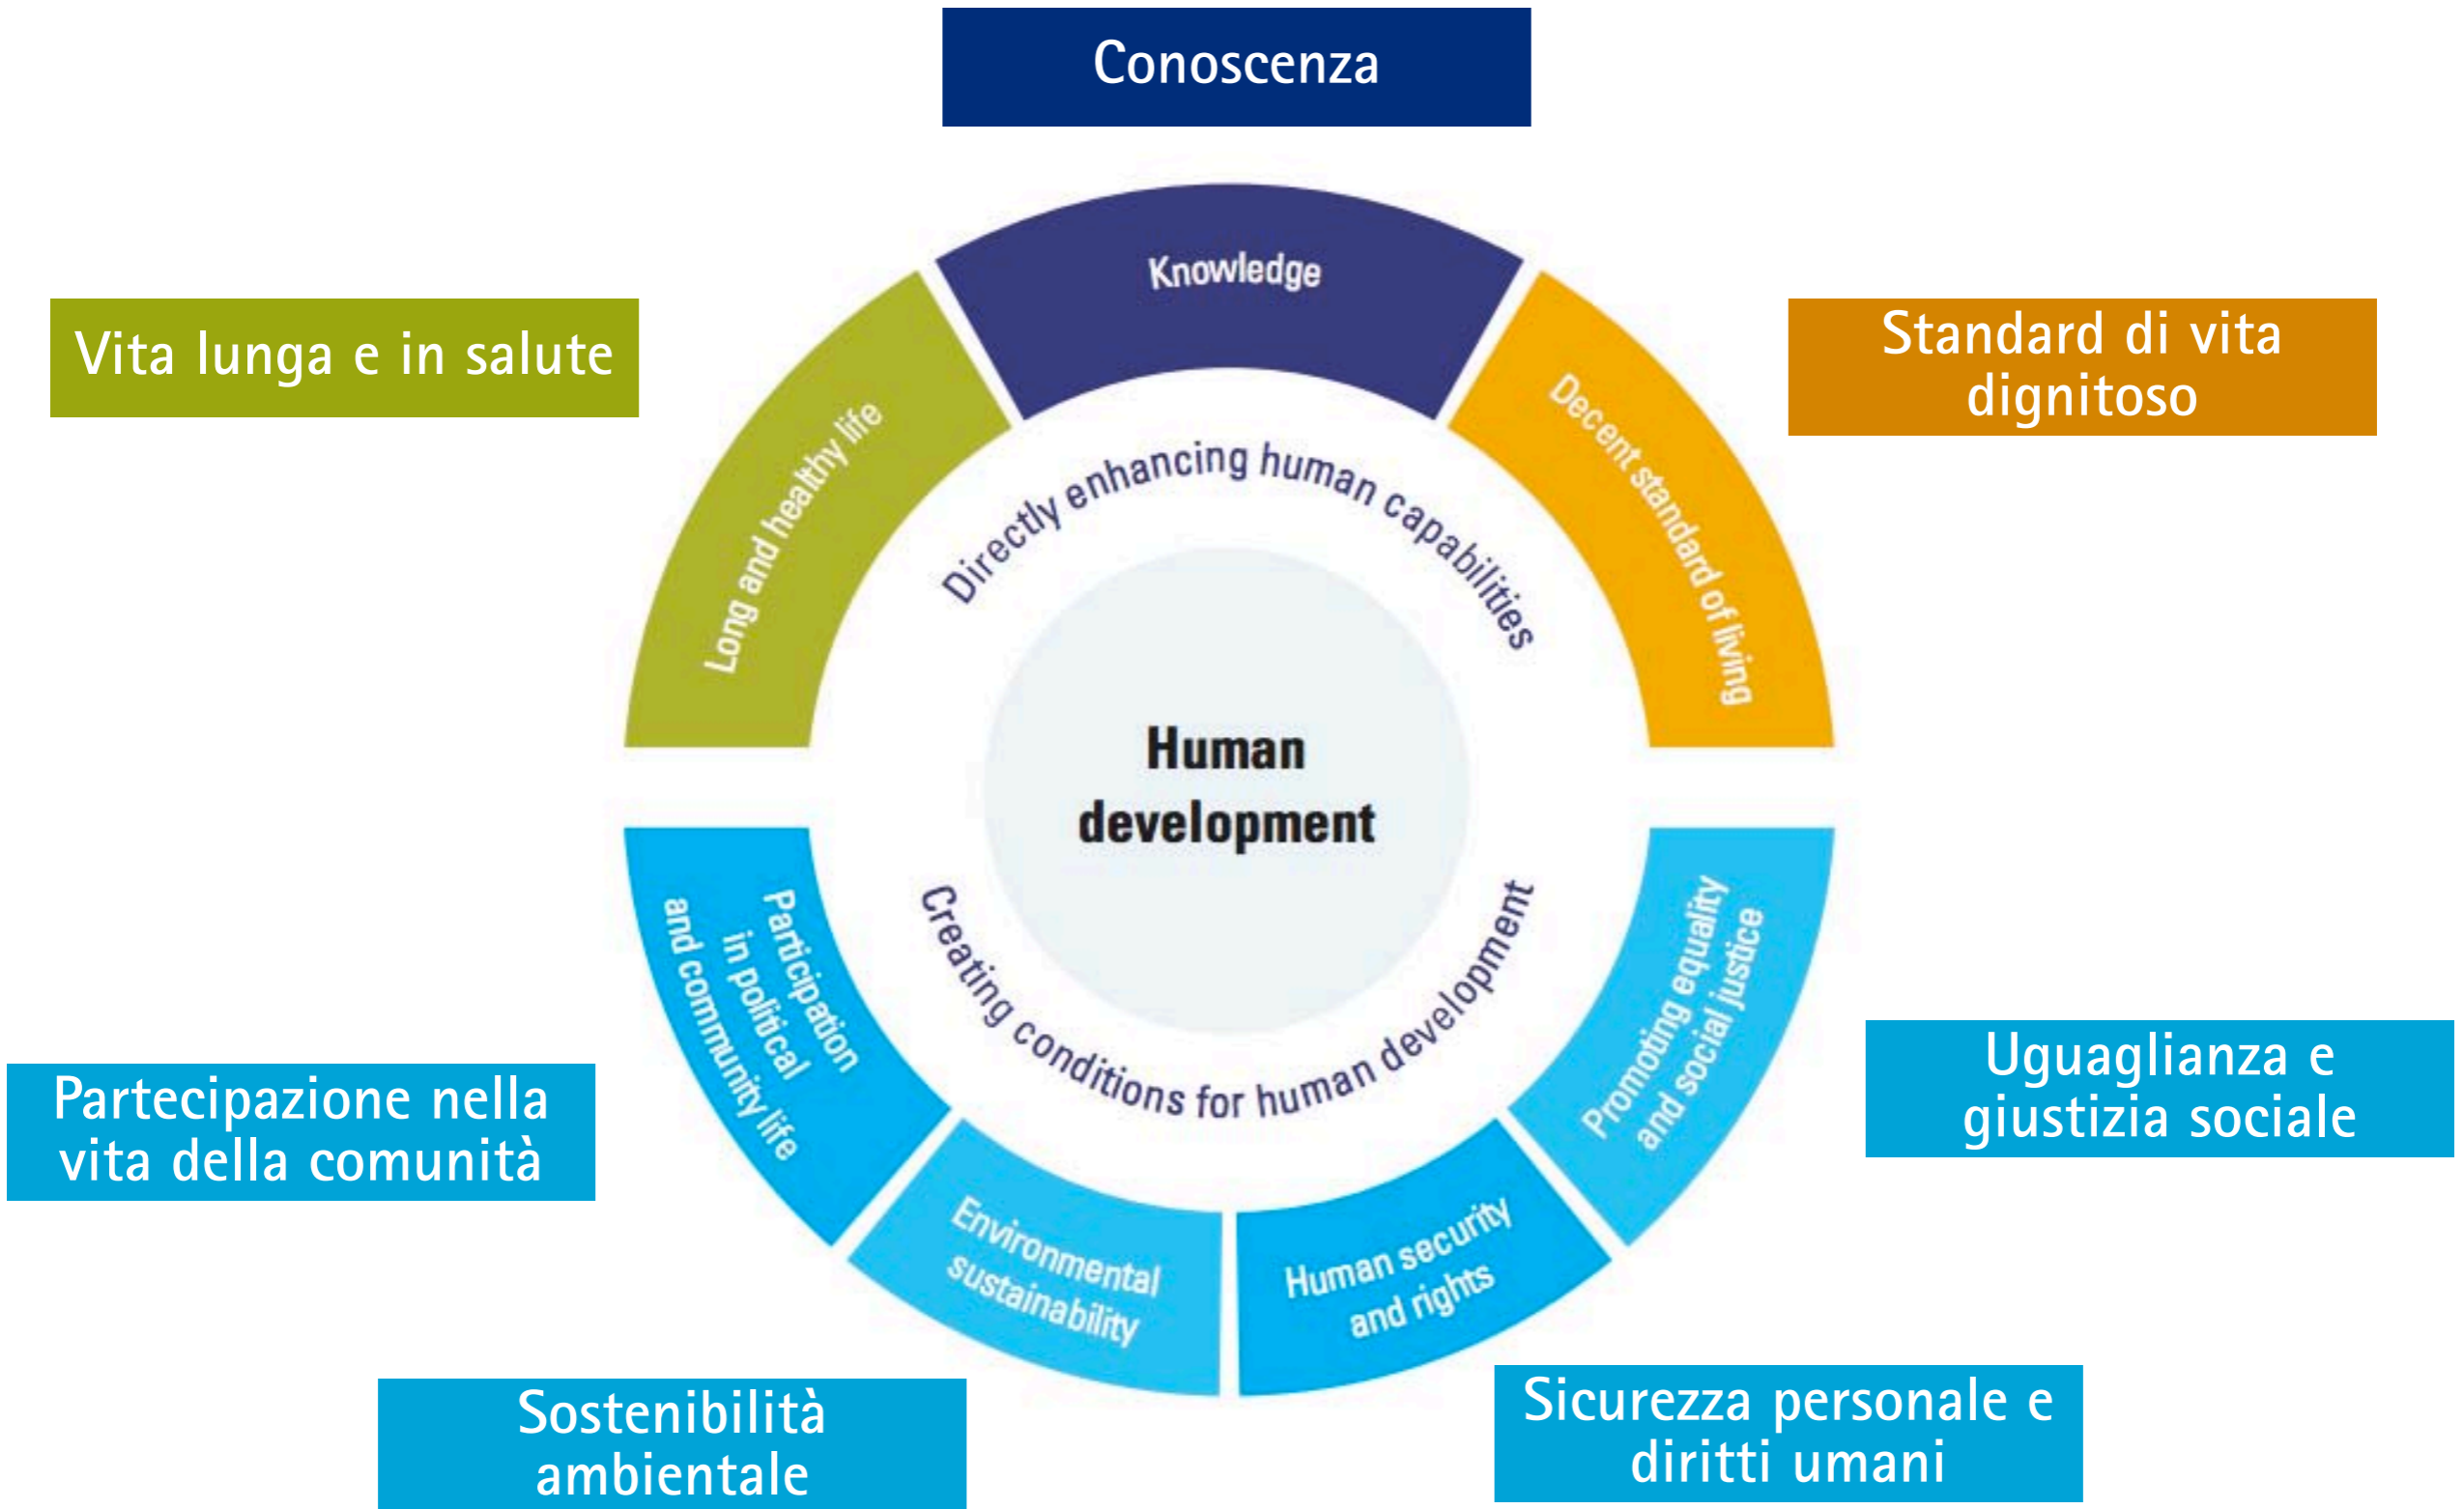 Conoscenza
Knowledge
Vita lunga e in salute
Long and healthy life
Standard di vita
dignitoso
Decent standard of living
Directly enhancing human capabilities
Human
development
Creating conditions for human development
Participation
in political
and community life
Partecipazione nella
vita della comunità
Environmental
sustainability
Sostenibilità
ambientale
Human security
and rights
Sicurezza personale e
diritti umani
Promoting equality
and social justice
Uguaglianza e
giustizia sociale